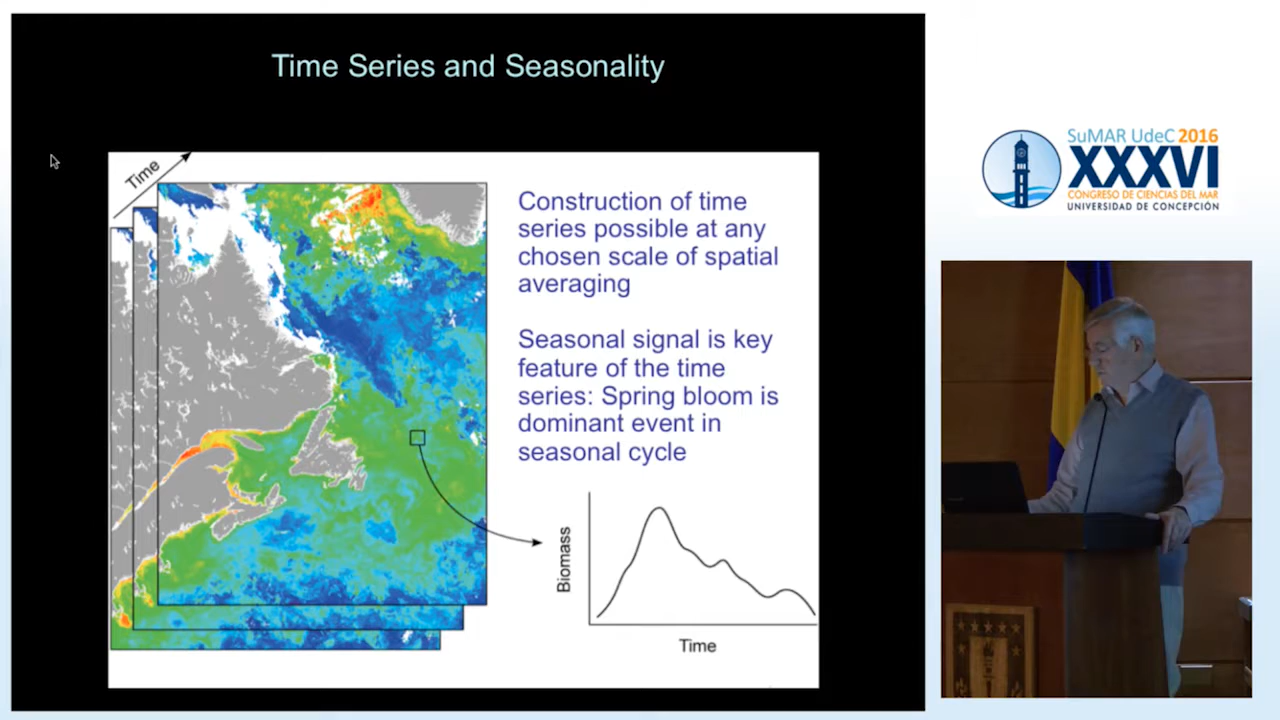 Time Series and Seasonality
Time
Construction of time
series possible at any
chosen scale of spatial
averaging
Seasonal signal is key
feature of the time
series: Spring bloom is
dominant event in
seasonal cycle
Biomass
Time
SuMAR UdeC 2016
XXXVI
CONGRESO DE CIENCIAS DEL MAR
UNIVERSIDAD DE CONCEPCIÓN